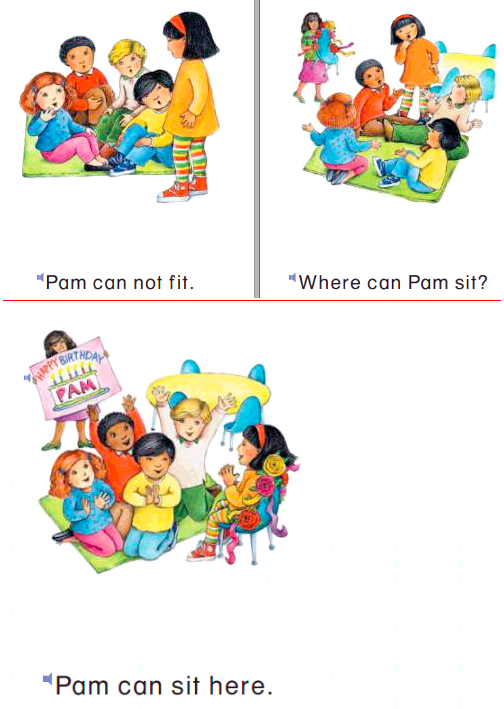 Pam can not fit.
Where can Pam sit?
HAPPY BIRTHDAY
PAM
Pam can sit here.